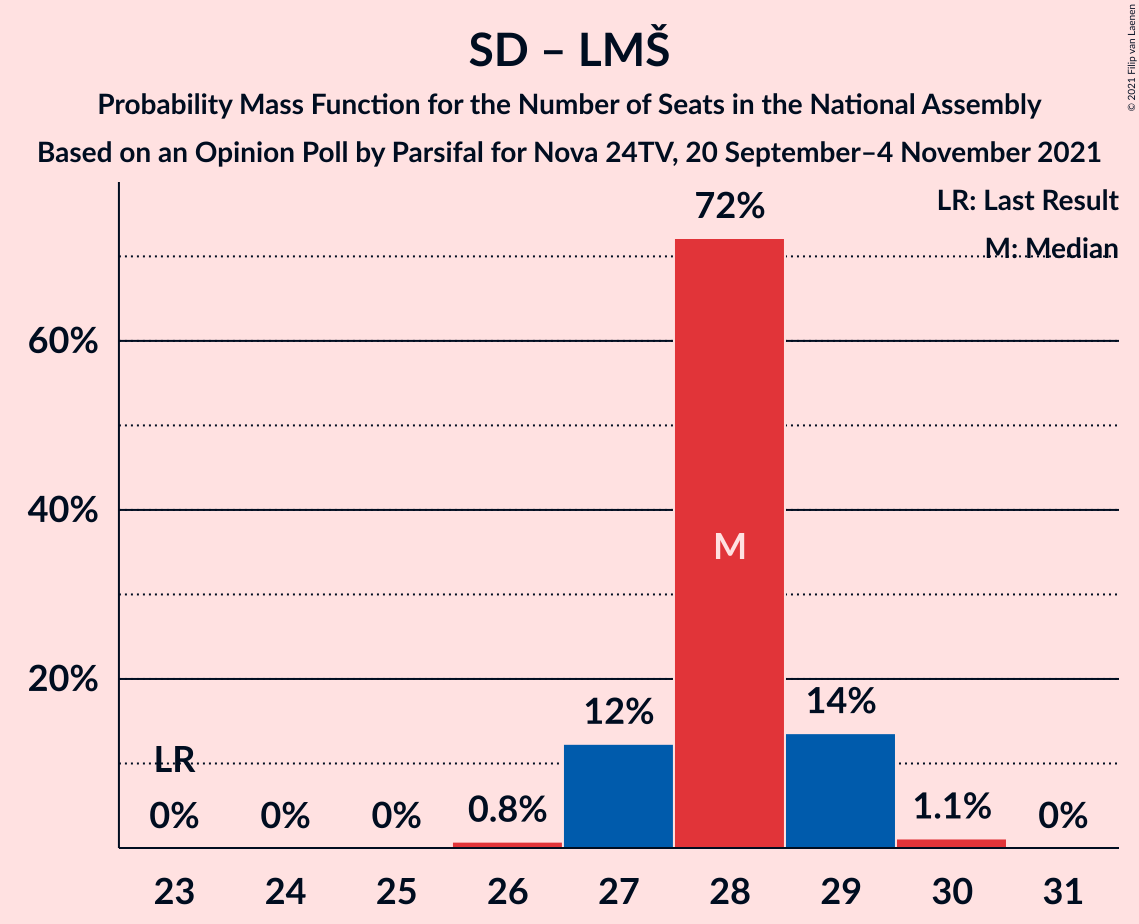 SD – LMŠ
Probability Mass Function for the Number of Seats in the National Assembly
Based on an Opinion Poll by Parsifal for Nova 24TV, 20 September–4 November 2021
© 2021 Filip van Laenen
LR: Last Result
M: Median
72%
60%
40%
M
20%
12%
14%
LR
0%
0%
0%
0.8%
1.1%
0%
23 24 25 26 27 28 29 30 31